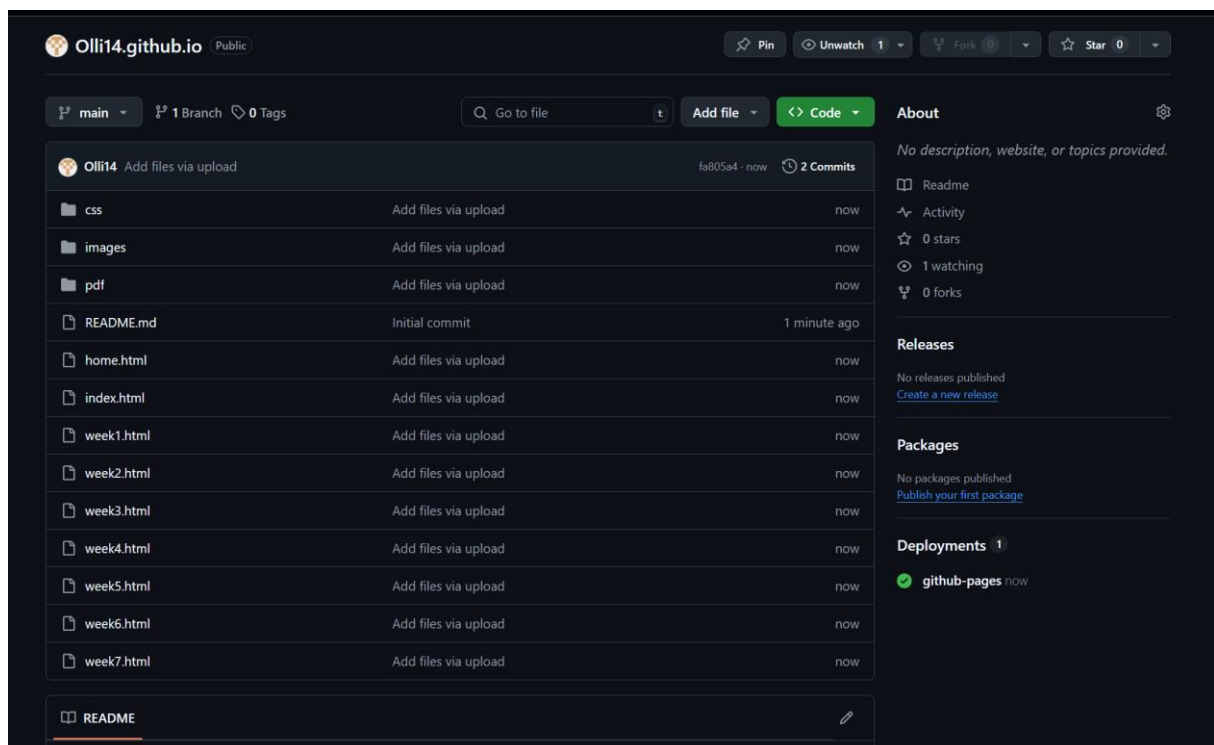 Olli14.github.io Public
Pin Unwatch 1 Fork 0 Star 0
main 1 Branch 0 Tags Go to file t Add file Code
Olli14 Add files via upload fa805a4 · now 2 Commits
css Add files via upload now
images Add files via upload now
pdf Add files via upload now
README.md Initial commit 1 minute ago
home.html Add files via upload now
index.html Add files via upload now
week1.html Add files via upload now
week2.html Add files via upload now
week3.html Add files via upload now
week4.html Add files via upload now
week5.html Add files via upload now
week6.html Add files via upload now
week7.html Add files via upload now
README
About
No description, website, or topics provided.
Readme
Activity
0 stars
1 watching
0 forks
Releases
No releases published
Create a new release
Packages
No packages published
Publish your first package
Deployments 1
github-pages now